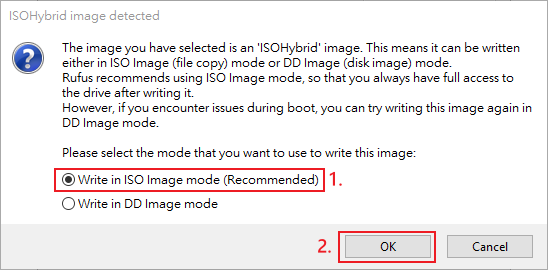 ISOHybrid image detected
The image you have selected is an 'ISOHybrid' image. This means it can be written
either in ISO Image (file copy) mode or DD Image (disk image) mode.
Rufus recommends using ISO Image mode, so that you always have full access to
the drive after writing it.
However, if you encounter issues during boot, you can try writing this image again in
DD Image mode.
Please select the mode that you want to use to write this image:
Write in ISO Image mode (Recommended) 1.
Write in DD Image mode
2. OK Cancel